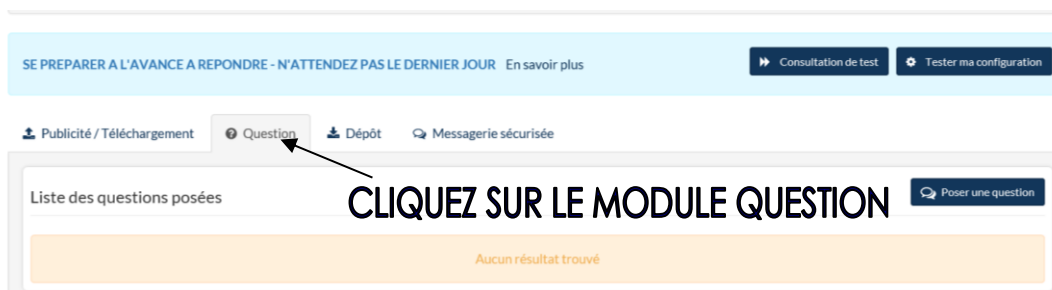 SE PREPARER A L'AVANCE A REPONDRE - N'ATTENDEZ PAS LE DERNIER JOUR En savoir plus Consultation de test Tester ma configuration
Publicité / Téléchargement Question Dépôt Messagerie sécurisée
Liste des questions posées CLIQUEZ SUR LE MODULE QUESTION Poser une question
Aucun résultat trouvé